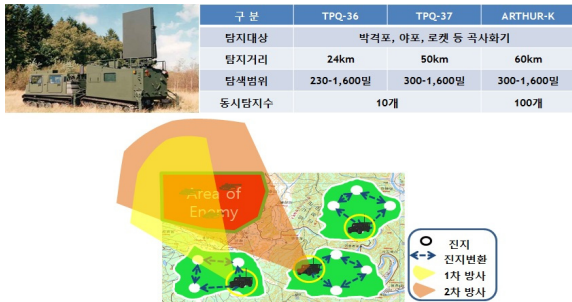 구 분 TPQ-36 TPQ-37 ARTHUR-K
탐지대상 박격포, 야포, 로켓 등 곡사화기
탐지거리 24km 50km 60km
탐색범위 230-1,600밀 300-1,600밀 300-1,600밀
동시탐지수 10개 100개
Area of
Enemy
진지
진지변환
1차 방사
2차 방사